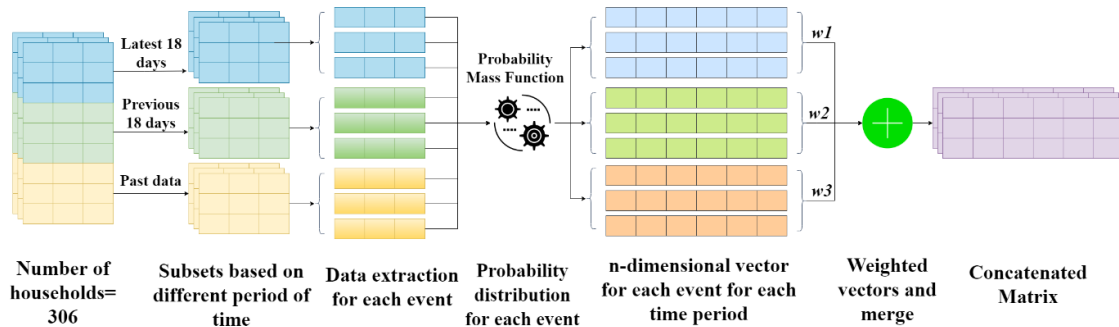 Latest 18
days
Previous
18 days
Past data
Probability
Mass Function
w1
w2
w3
Number of
households=
306
Subsets based on
different period of
time
Data extraction
for each event
Probability
distribution
for each event
n-dimensional vector
for each event for each
time period
Weighted
vectors and
merge
Concatenated
Matrix